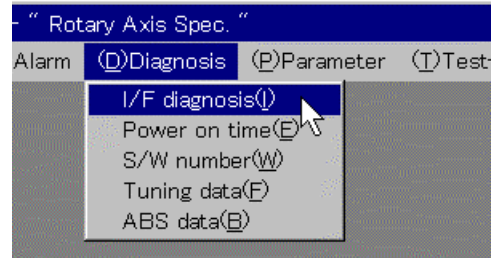 - “ Rotary Axis Spec. “
Alarm (D)Diagnosis (P)Parameter (T)Test-
I/F diagnosis(I)
Power on time(E)
S/W number(W)
Tuning data(F)
ABS data(B)